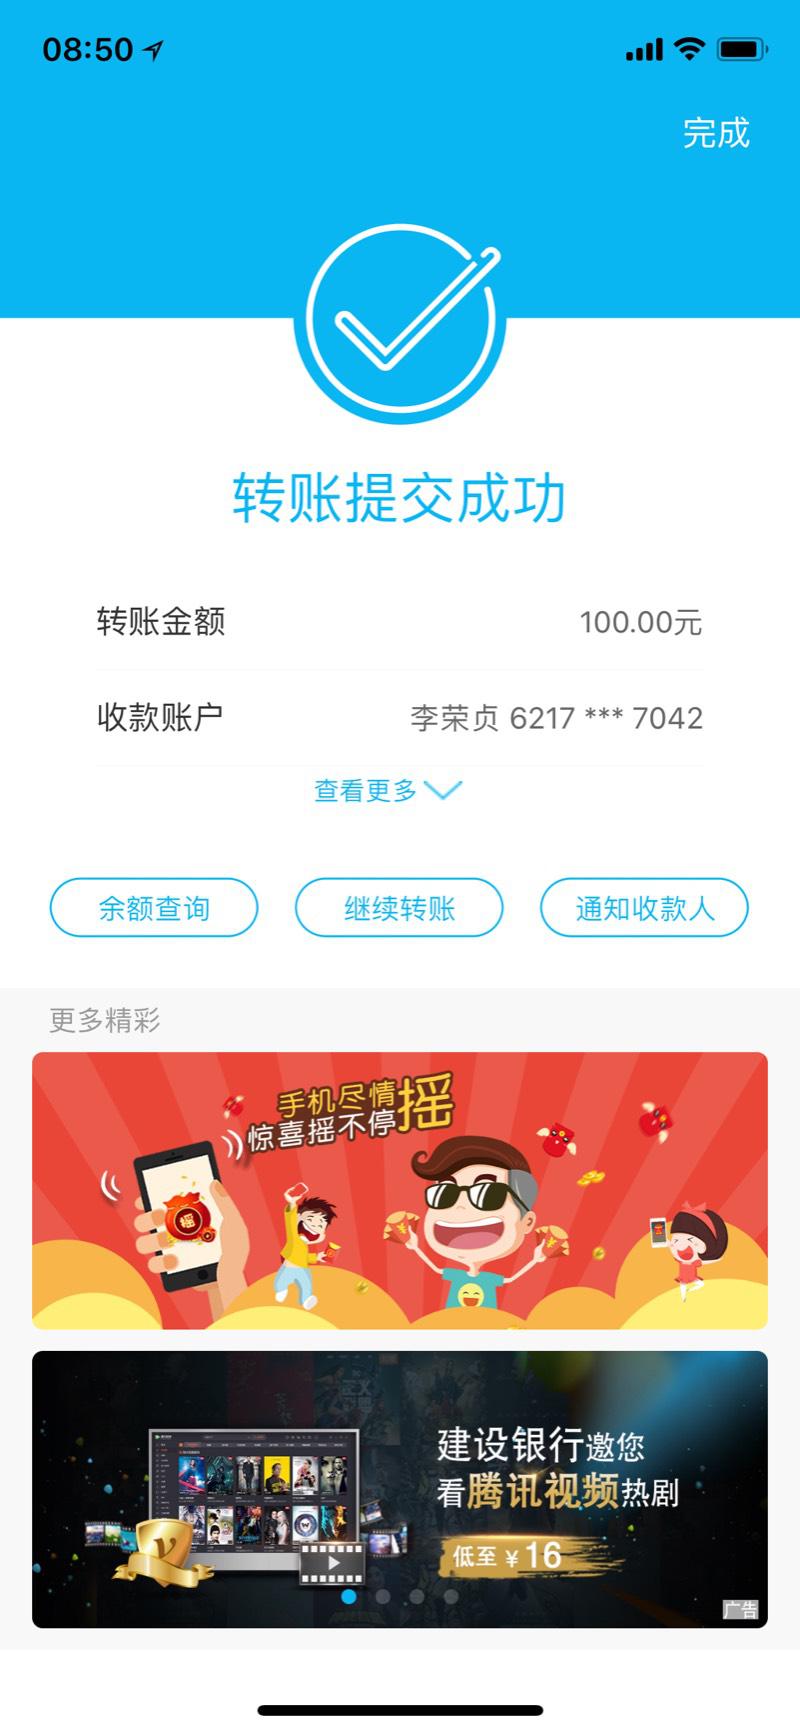 08:50
完成
转账提交成功
转账金额 100.00元
收款账户 李荣贞 6217 *** 7042
查看更多
余额查询 继续转账 通知收款人
更多精彩
手机尽情摇
惊喜摇不停
摇
建设银行邀您
看腾讯视频热剧
低至 ¥16
V
广告